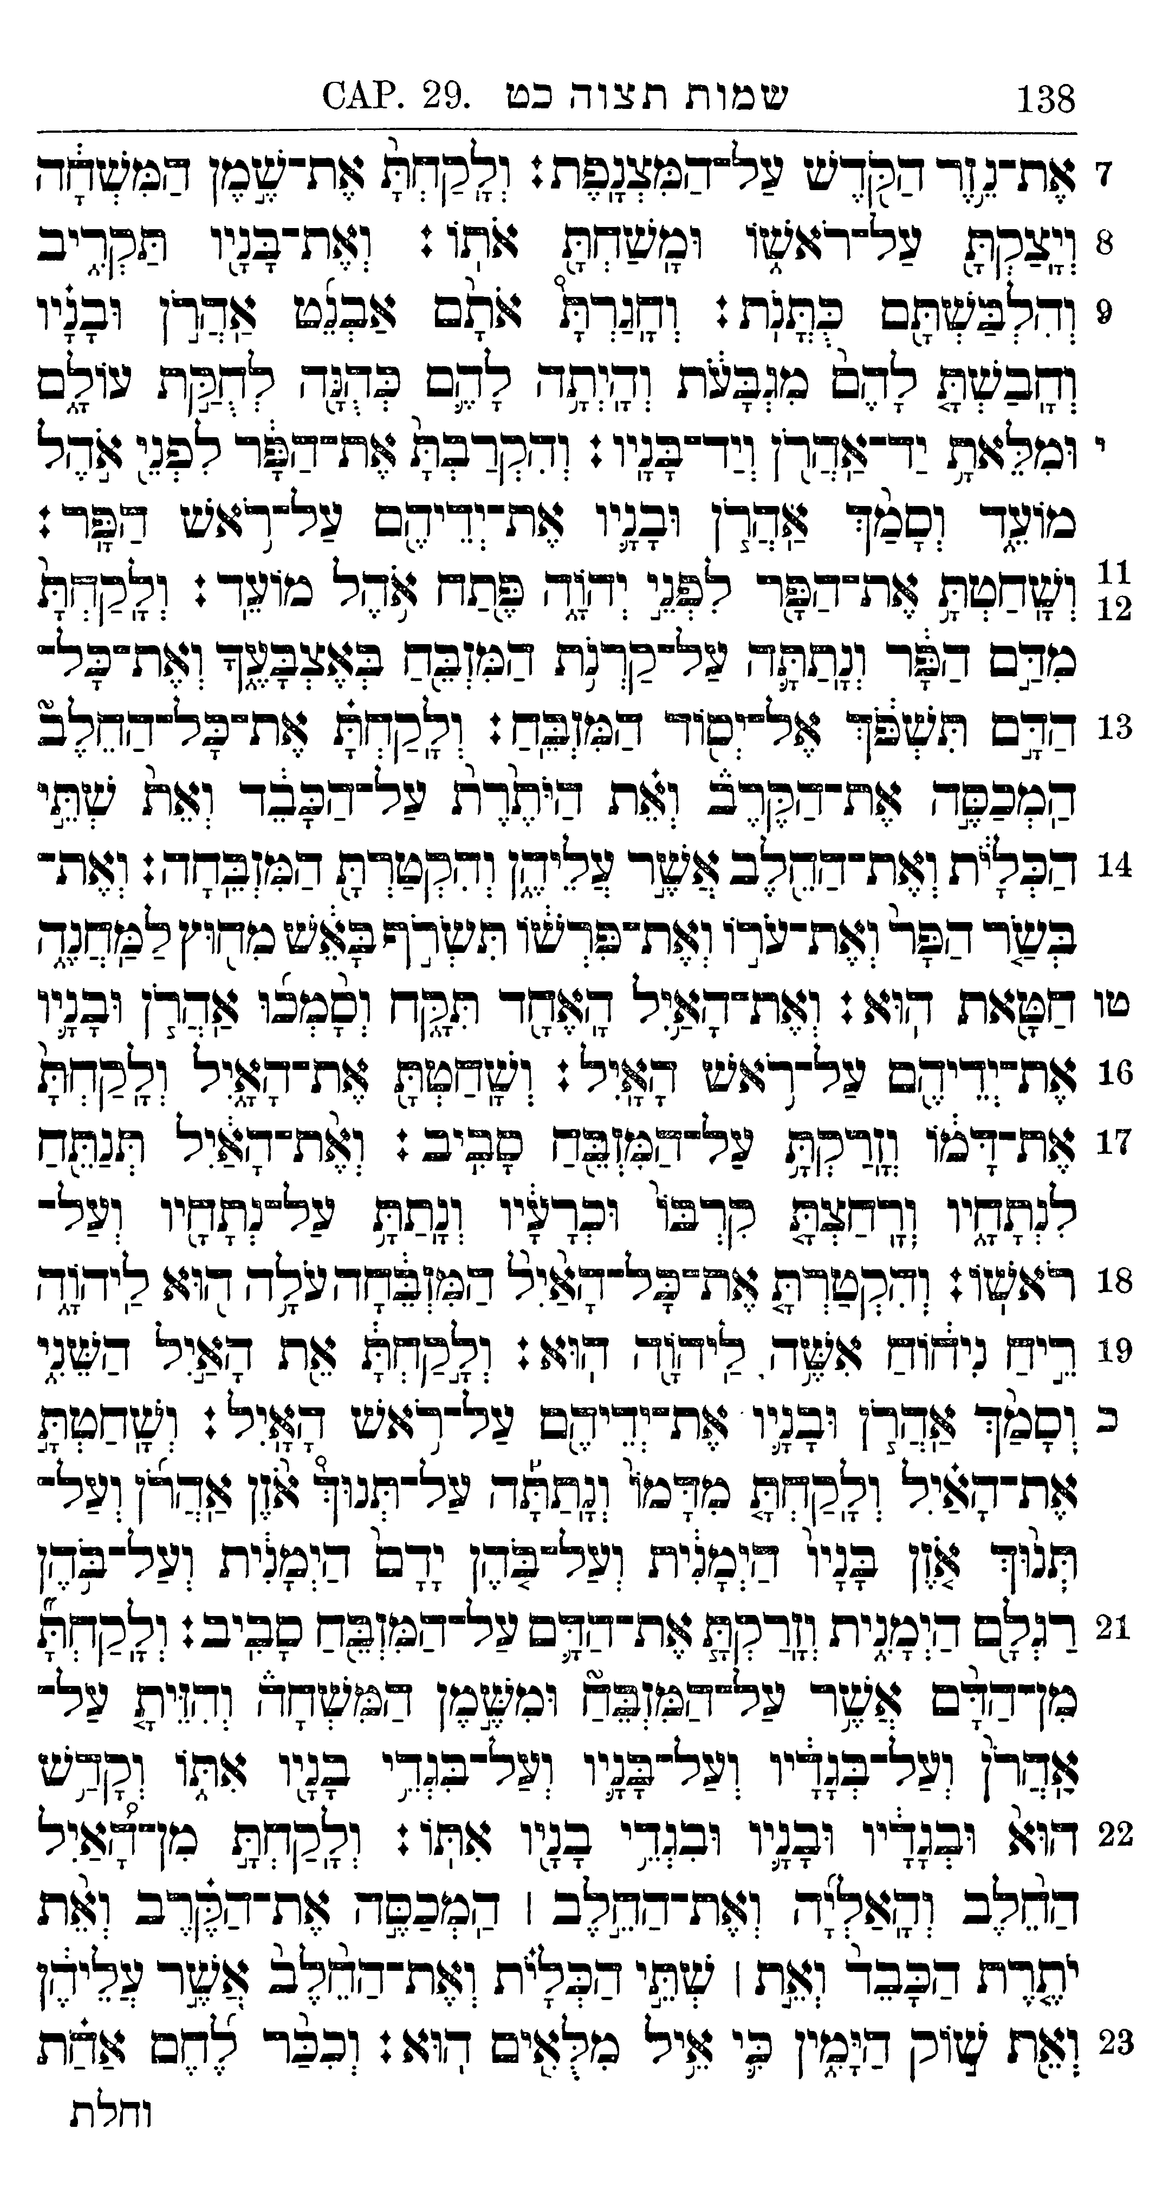 138 שמות תצוה כט CAP. 29.
7 אֶת־נֵ֥זֶר הַקֹּ֖דֶשׁ עַל־הַמִּצְנָֽפֶת׃ וְלָֽקַחְתָּ֙ אֶת־שֶׁ֣מֶן הַמִּשְׁחָ֔ה
8 וְיָֽצַקְתָּ֖ עַל־רֹאשׁ֑וֹ וּמָֽשַׁחְתָּ֖ אֹתֽוֹ׃ וְאֶת־בָּנָ֖יו תַּקְרִ֑יב
9 וְהִלְבַּשְׁתָּ֖ם כֻּתֳּנֹֽת׃ וְחָֽגַרְתָּ֩ אֹתָ֨ם אַבְנֵ֜ט אַֽהֲרֹ֣ן וּבָנָ֗יו
וְחָֽבַשְׁתָּ֤ לָהֶם֙ מִגְבָּעֹ֔ת וְהָֽיְתָ֥ה לָהֶ֛ם כְּהֻנָּ֖ה לְחֻקַּ֣ת עוֹלָ֑ם
י וּמִלֵּאתָ֥ יַד־אַֽהֲרֹ֖ן וְיַד־בָּנָֽיו׃ וְהִקְרַבְתָּ֙ אֶת־הַפָּ֔ר לִפְנֵ֖י אֹ֣הֶל
מוֹעֵ֑ד וְסָמַ֨ךְ אַֽהֲרֹ֧ן וּבָנָ֛יו אֶת־יְדֵיהֶ֖ם עַל־רֹ֥אשׁ הַפָּֽר׃
11 12 וְשָֽׁחַטְתָּ֥ אֶת־הַפָּ֖ר לִפְנֵ֣י יְהוָֹ֑ה פֶּ֖תַח אֹ֥הֶל מוֹעֵֽד׃ וְלָֽקַחְתָּ֙
מִדַּ֣ם הַפָּ֔ר וְנָֽתַתָּ֛ה עַל־קַרְנֹ֥ת הַמִּזְבֵּ֖חַ בְּאֶצְבָּעֶ֑ךָ וְאֶת־כָּל־
13 הַדָּ֣ם תִּשְׁפֹּ֔ךְ אֶל־יְס֖וֹד הַמִּזְבֵּֽחַ׃ וְלָֽקַחְתָּ֗ אֶֽת־כָּל־הַחֵלֶב֮
הַֽמְכַסֶּ֣ה אֶת־הַקֶּרֶב֒ וְאֵ֗ת הַיֹּתֶ֨רֶת֙ עַל־הַכָּבֵ֔ד וְאֵת֙ שְׁתֵּ֣י
14 הַכְּלָיֹ֔ת וְאֶת־הַחֵ֖לֶב אֲשֶׁ֣ר עֲלֵיהֶ֑ן וְהִקְטַרְתָּ֖ הַמִּזְבֵּֽחָה׃ וְאֶת־
בְּשַׂ֤ר הַפָּר֙ וְאֶת־עֹר֣וֹ וְאֶת־פִּרְשׁ֔וֹ תִּשְׂרֹ֣ף בָּאֵ֔שׁ מִח֖וּץ לַֽמַּחֲנֶ֑ה
טו חַטָּ֖את הֽוּא׃ וְאֶת־הָאַ֥יִל הָֽאֶחָ֖ד תִּקָּ֑ח וְסָ֨מְכ֜וּ אַֽהֲרֹ֧ן וּבָנָ֛יו
16 אֶת־יְדֵיהֶ֖ם עַל־רֹ֥אשׁ הָאָֽיִל׃ וְשָֽׁחַטְתָּ֖ אֶת־הָאָ֑יִל וְלָֽקַחְתָּ֙
17 אֶת־דָּמ֔וֹ וְזָֽרַקְתָּ֥ עַל־הַמִּזְבֵּ֖חַ סָבִֽיב׃ וְאֶ֨ת־הָאַ֔יִל תְּנַתֵּ֖חַ
לִנְתָחָ֑יו וְרָֽחַצְתָּ֤ קִרְבּוֹ֙ וּכְרָעָ֔יו וְנָֽתַתָּ֥ עַל־נְתָחָ֖יו וְעַל־
18 רֹאשֽׁוֹ׃ וְהִקְטַרְתָּ֤ אֶת־כָּל־הָאַ֨יִל֙ הַמִּזְבֵּ֔חָה עֹלָ֥ה ה֖וּא לַֽיהוָֹ֑ה
19 רֵ֣יחַ נִיח֔וֹחַ אִשֶּׁ֥ה לַֽיהוָֹ֖ה הֽוּא׃ וְלָ֣קַחְתָּ֔ אֵ֖ת הָאַ֣יִל הַשֵּׁנִ֑י
כ וְסָמַ֨ךְ אַֽהֲרֹ֧ן וּבָנָ֛יו אֶת־יְדֵיהֶ֖ם עַל־רֹ֥אשׁ הָאָֽיִל׃ וְשָֽׁחַטְתָּ֣
אֶת־הָאַ֗יִל וְלָֽקַחְתָּ֤ מִדָּמוֹ֙ וְנָֽתַתָּ֡ה עַל־תְּנוּךְ֩ אֹ֨זֶן אַֽהֲרֹ֜ן וְעַל־
תְּנ֨וּךְ אֹ֤זֶן בָּנָיו֙ הַיְמָנִ֔ית וְעַל־בֹּ֤הֶן יָדָם֙ הַיְמָנִ֔ית וְעַל־בֹּ֥הֶן
21 רַגְלָ֖ם הַיְמָנִ֑ית וְזָֽרַקְתָּ֧ אֶת־הַדָּ֛ם עַל־הַמִּזְבֵּ֖חַ סָבִֽיב׃ וְלָֽקַחְתָּ֞
מִן־הַדָּ֨ם אֲשֶׁ֥ר עַל־הַמִּזְבֵּחַ֮ וּמִשֶּׁ֣מֶן הַמִּשְׁחָה֒ וְהִזֵּיתָ֤ עַל־
אַֽהֲרֹן֙ וְעַל־בְּגָדָ֔יו וְעַל־בָּנָ֛יו וְעַל־בִּגְדֵ֥י בָנָ֖יו אִתּ֑וֹ וְקָדַ֥שׁ
22 הוּא֙ וּבְגָדָ֔יו וּבָנָ֛יו וּבִגְדֵ֥י בָנָ֖יו אִתּֽוֹ׃ וְלָֽקַחְתָּ֣ מִן־הָ֠אַיִל
הַחֵ֨לֶב וְהָֽאַלְיָ֜ה וְאֶת־הַחֵ֣לֶב ׀ הַֽמְכַסֶּ֣ה אֶת־הַקֶּ֗רֶב וְאֵ֨ת
יֹתֶ֤רֶת הַכָּבֵד֙ וְאֵ֣ת ׀ שְׁתֵּ֣י הַכְּלָיֹ֗ת וְאֶת־הַחֵ֨לֶב֙ אֲשֶׁ֣ר עֲלֵיהֶ֔ן
23 וְאֵ֖ת שׁ֣וֹק הַיָּמִ֑ין כִּ֛י אֵ֥יל מִלֻּאִ֖ים הֽוּא׃ וְכִכַּ֨ר לֶ֜חֶם אַחַ֗ת
וחלת